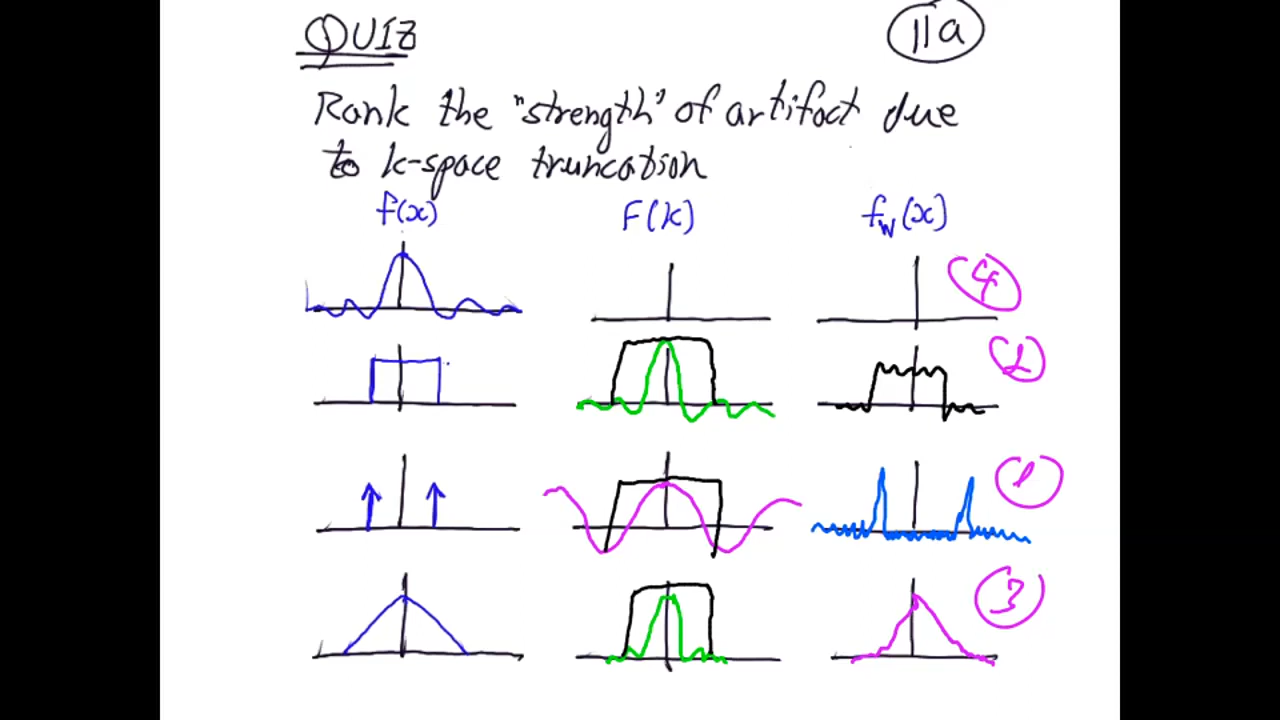 QUIZ
11a
Rank the "strength" of artifact due
to k-space truncation
f(x) F(k) fw(x)
4
2
1
3